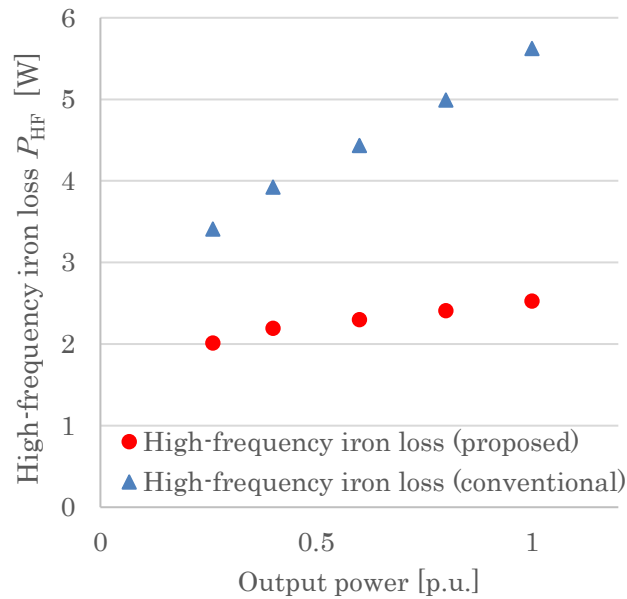 High-frequency iron loss P_HF [W]
6
5
4
3
2
1
0
High-frequency iron loss (proposed)
High-frequency iron loss (conventional)
0
0.5
1
Output power [p.u.]